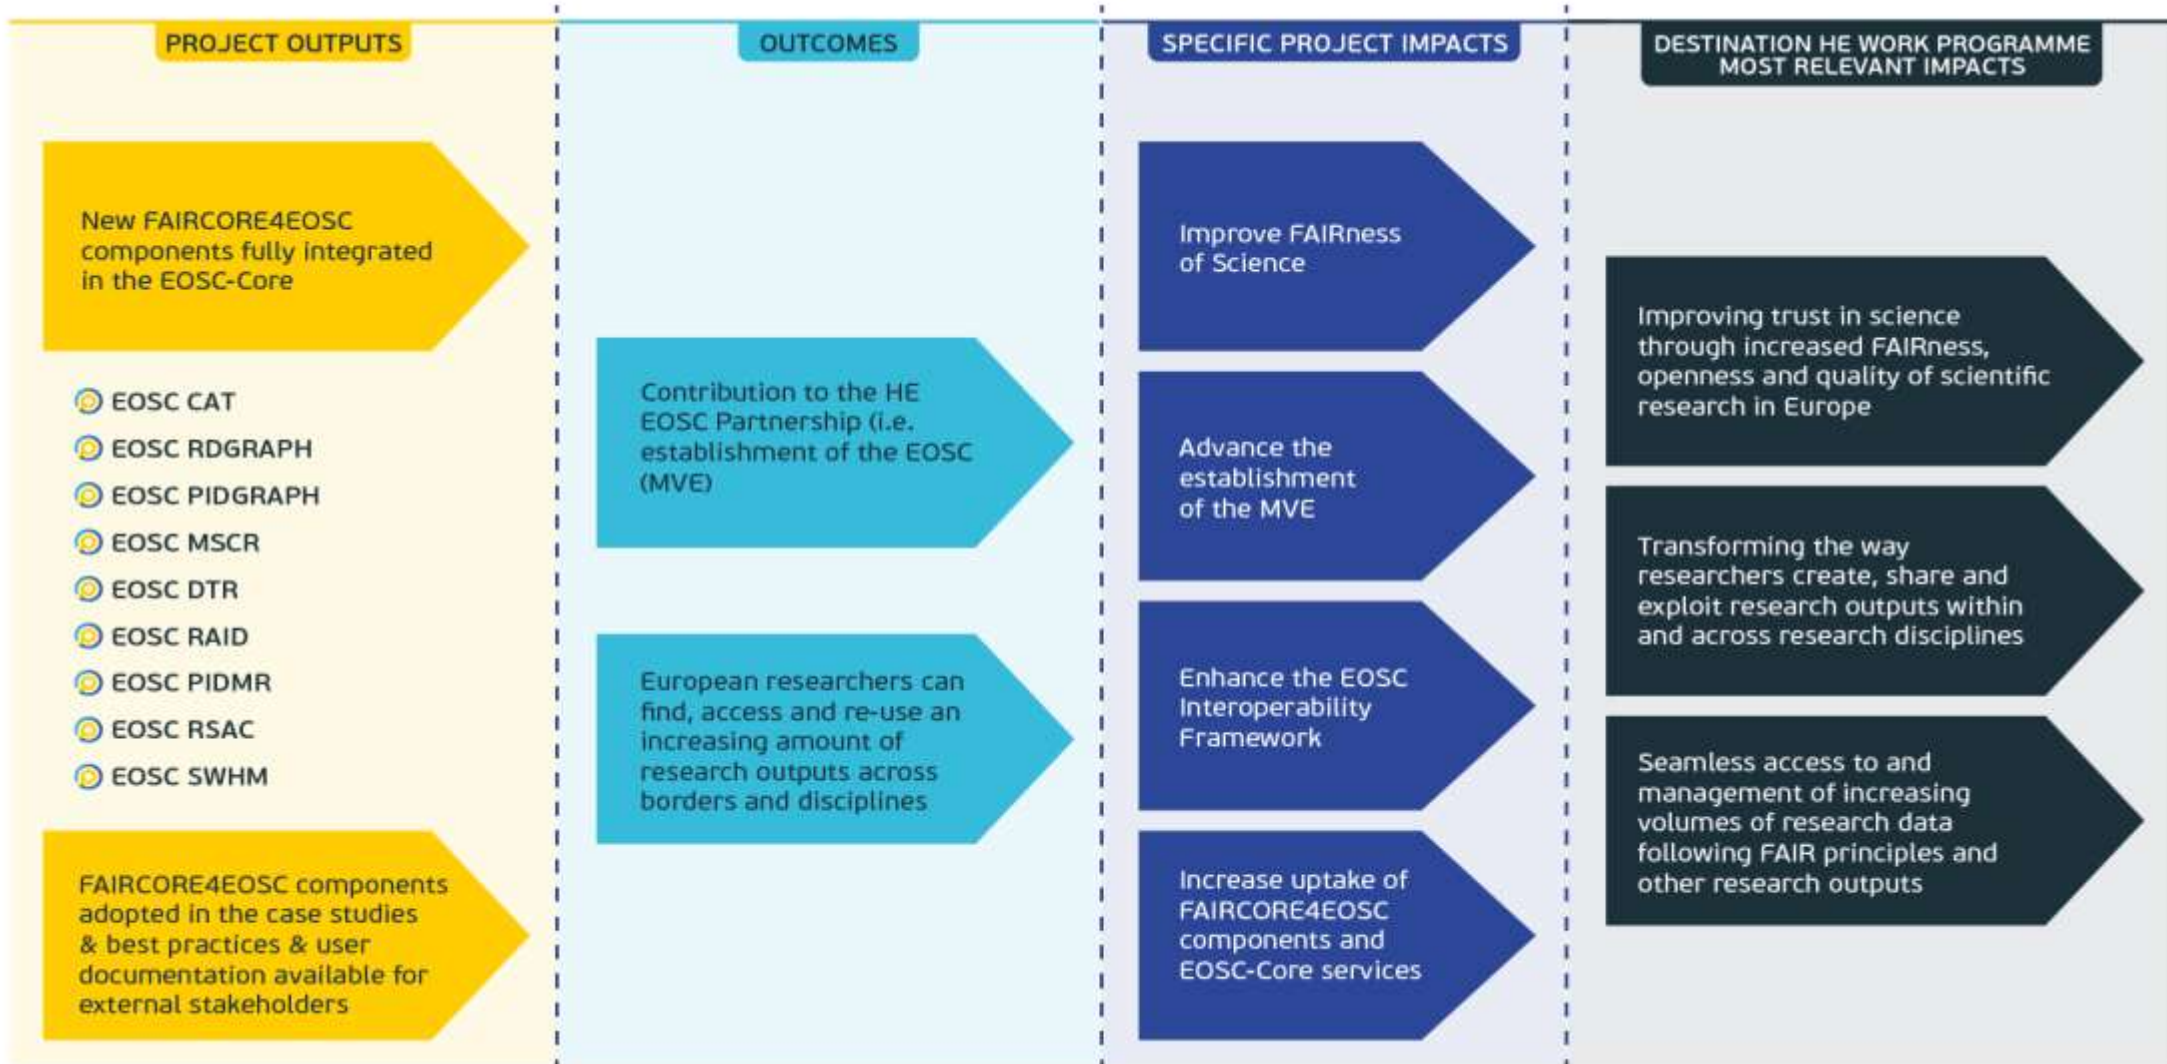 PROJECT OUTPUTS
New FAIRCORE4EOSC
components fully integrated
in the EOSC-Core
EOSC CAT
EOSC RDGRAPH
EOSC PIDGRAPH
EOSC MSCR
EOSC DTR
EOSC RAID
EOSC PIDMR
EOSC RSAC
EOSC SWHM
FAIRCORE4EOSC components
adopted in the case studies
& best practices & user
documentation available for
external stakeholders
OUTCOMES
Contribution to the HE
EOSC Partnership (i.e.
establishment of the EOSC
(MVE)
European researchers can
find, access and re-use an
increasing amount of
research outputs across
borders and disciplines
SPECIFIC PROJECT IMPACTS
Improve FAIRness
of Science
Advance the
establishment
of the MVE
Enhance the EOSC
Interoperability
Framework
Increase uptake of
FAIRCORE4EOSC
components and
EOSC-Core services
DESTINATION HE WORK PROGRAMME
MOST RELEVANT IMPACTS
Improving trust in science
through increased FAIRness,
openness and quality of scientific
research in Europe
Transforming the way
researchers create, share and
exploit research outputs within
and across research disciplines
Seamless access to and
management of increasing
volumes of research data
following FAIR principles and
other research outputs